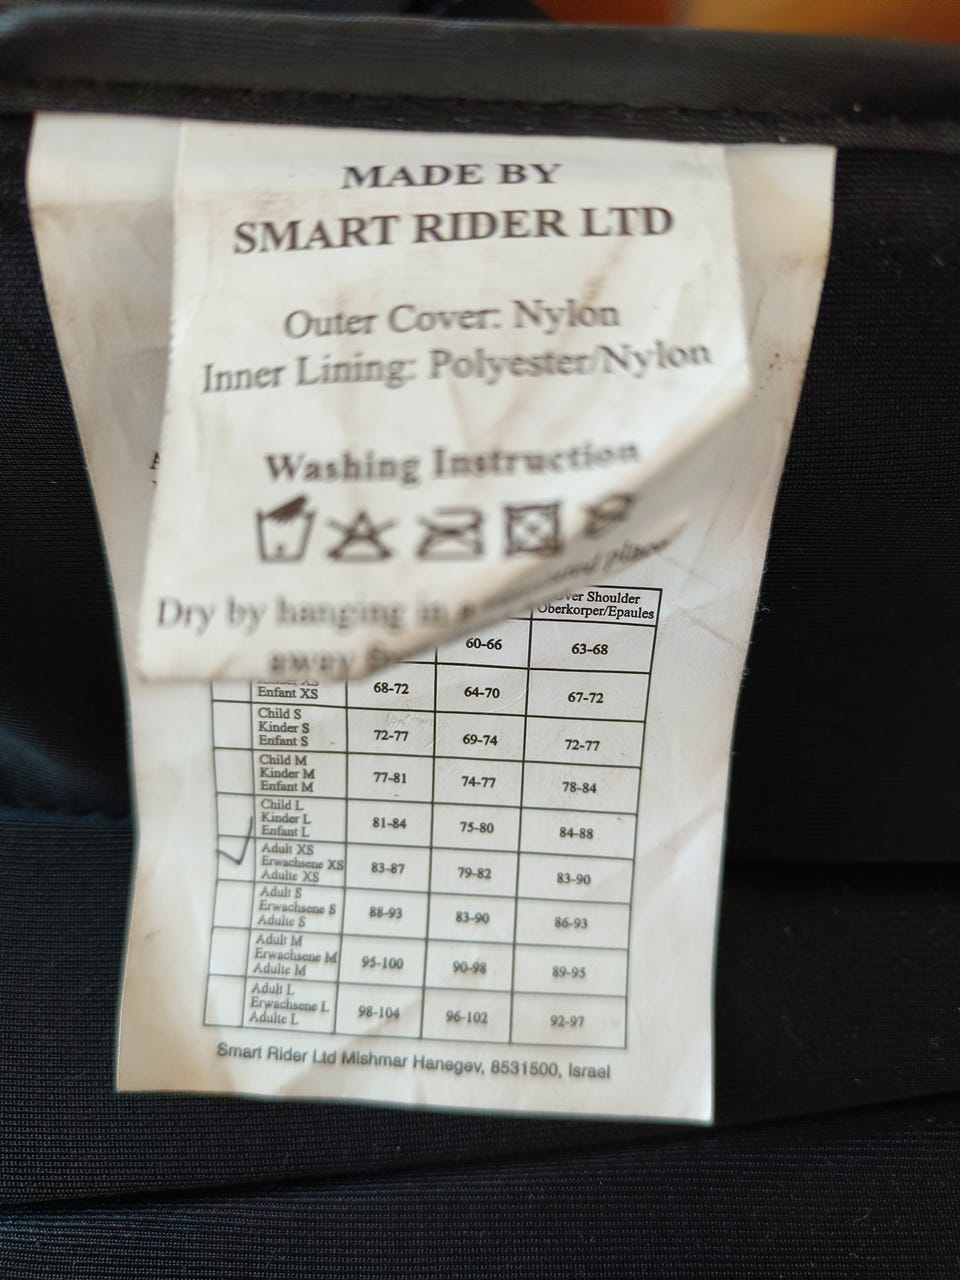 MADE BY
SMART RIDER LTD
Outer Cover: Nylon
Inner Lining: Polyester/Nylon
Washing Instruction
Dry by hanging in a
place
away
Over Shoulder
Oberkorper/Epaules
60-66 63-68
Kinder XS
Enfant XS
68-72 64-70 67-72
Child S
Kinder S
Enfant S
72-77 69-74 72-77
Child M
Kinder M
Enfant M
77-81 74-77 78-84
Child L
Kinder L
Enfant L
81-84 75-80 84-88
Adult XS
Erwachsene XS
Adulte XS
83-87 79-82 83-90
Adult S
Erwachsene S
Adulte S
88-93 83-90 86-93
Adult M
Erwachsene M
Adulte M
95-100 90-98 89-95
Adult L
Erwachsene L
Adulte L
98-104 96-102 92-97
Smart Rider Ltd Mishmar Hanegev, 8531500, Israel